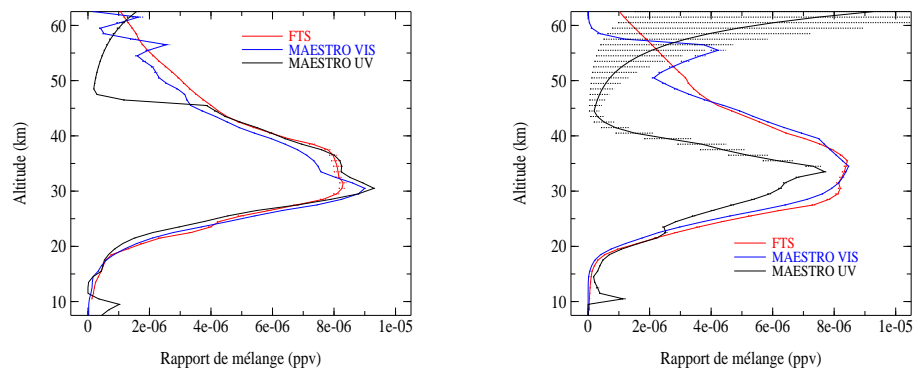 60
50
40
30
20
10
Altitude (km)
FTS
MAESTRO VIS
MAESTRO UV
0
2e-06
4e-06
6e-06
8e-06
1e-05
Rapport de mélange (ppv)
60
50
40
30
20
10
Altitude (km)
FTS
MAESTRO VIS
MAESTRO UV
0
2e-06
4e-06
6e-06
8e-06
1e-05
Rapport de mélange (ppv)